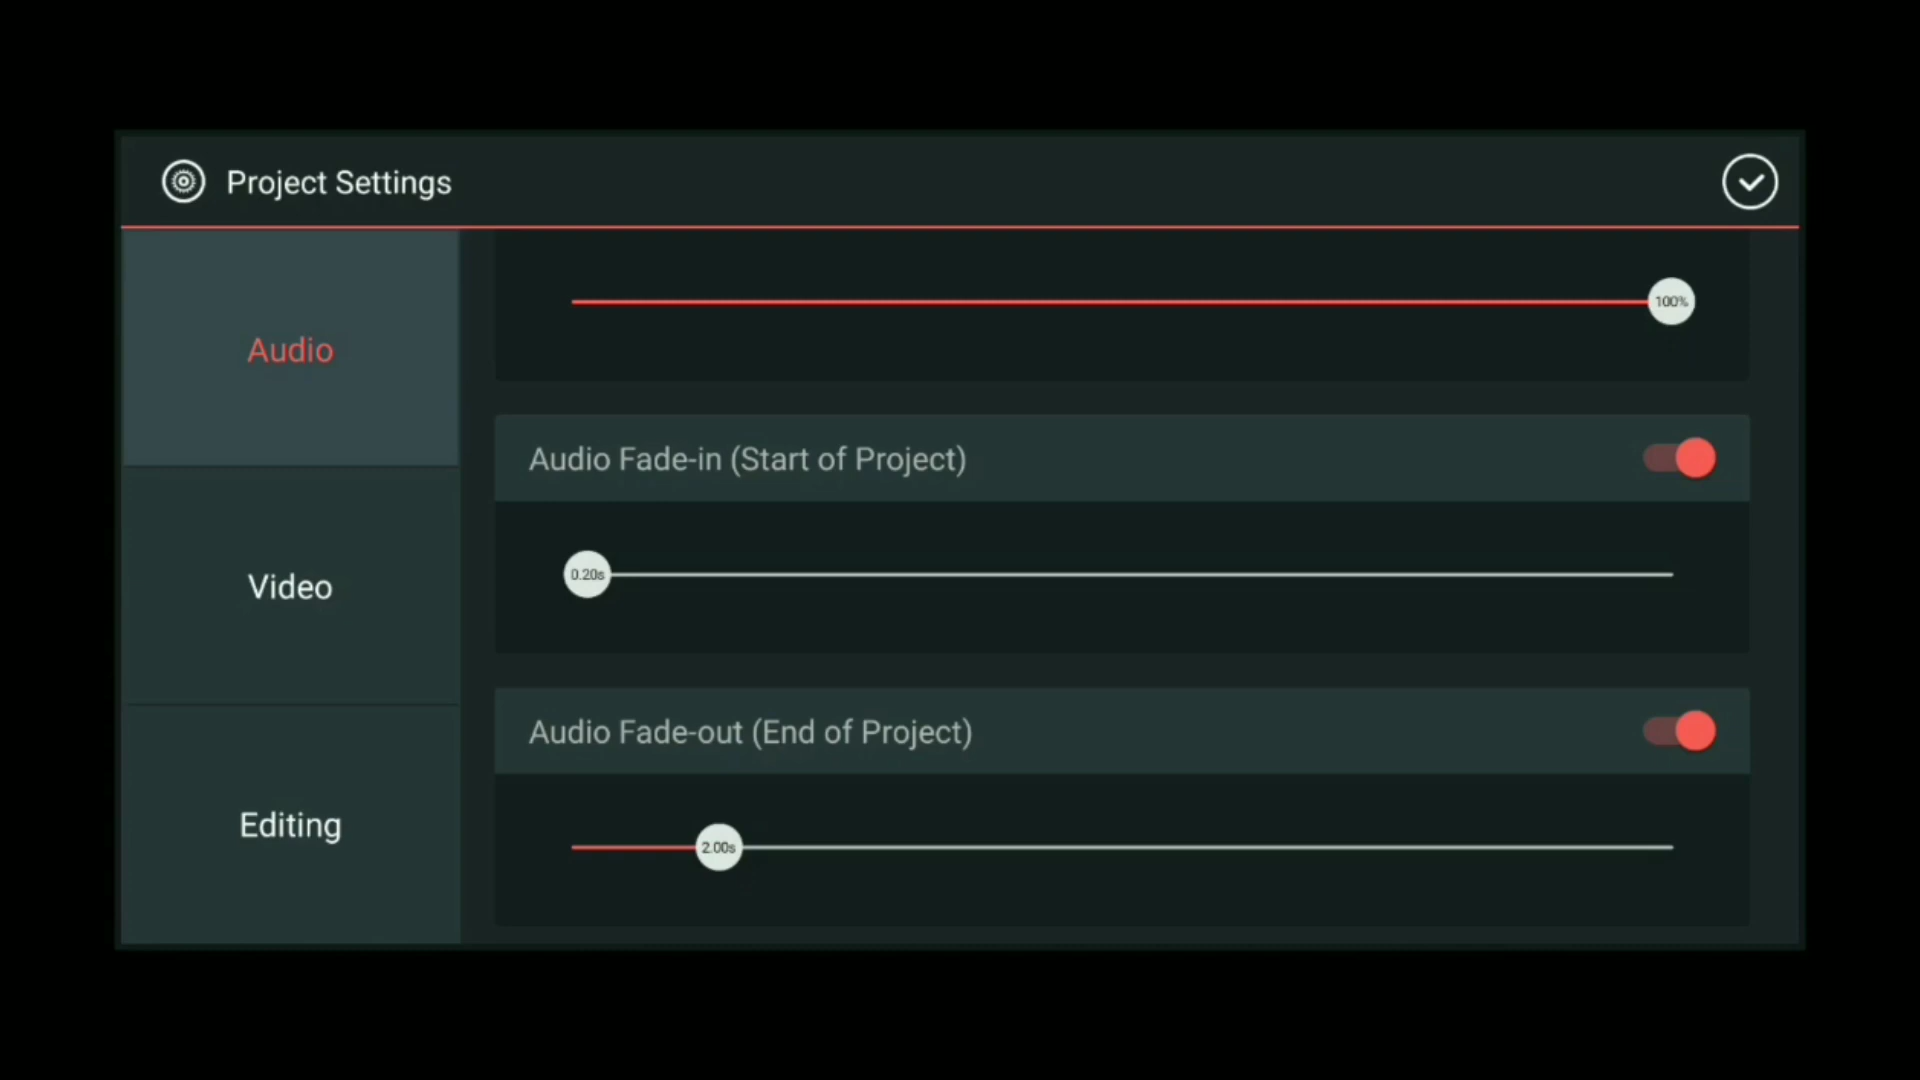 Project Settings
Audio
100%
Audio Fade-in (Start of Project)
0.20s
Video
Audio Fade-out (End of Project)
Editing
2.00s